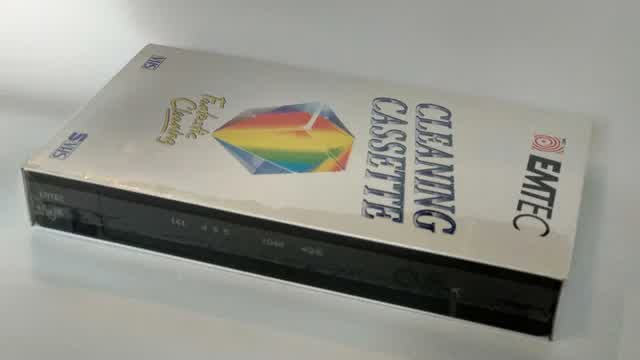 EMTEC
CLEANING
CASSETTE
Fantastic
Cleaning
VHS
S VHS